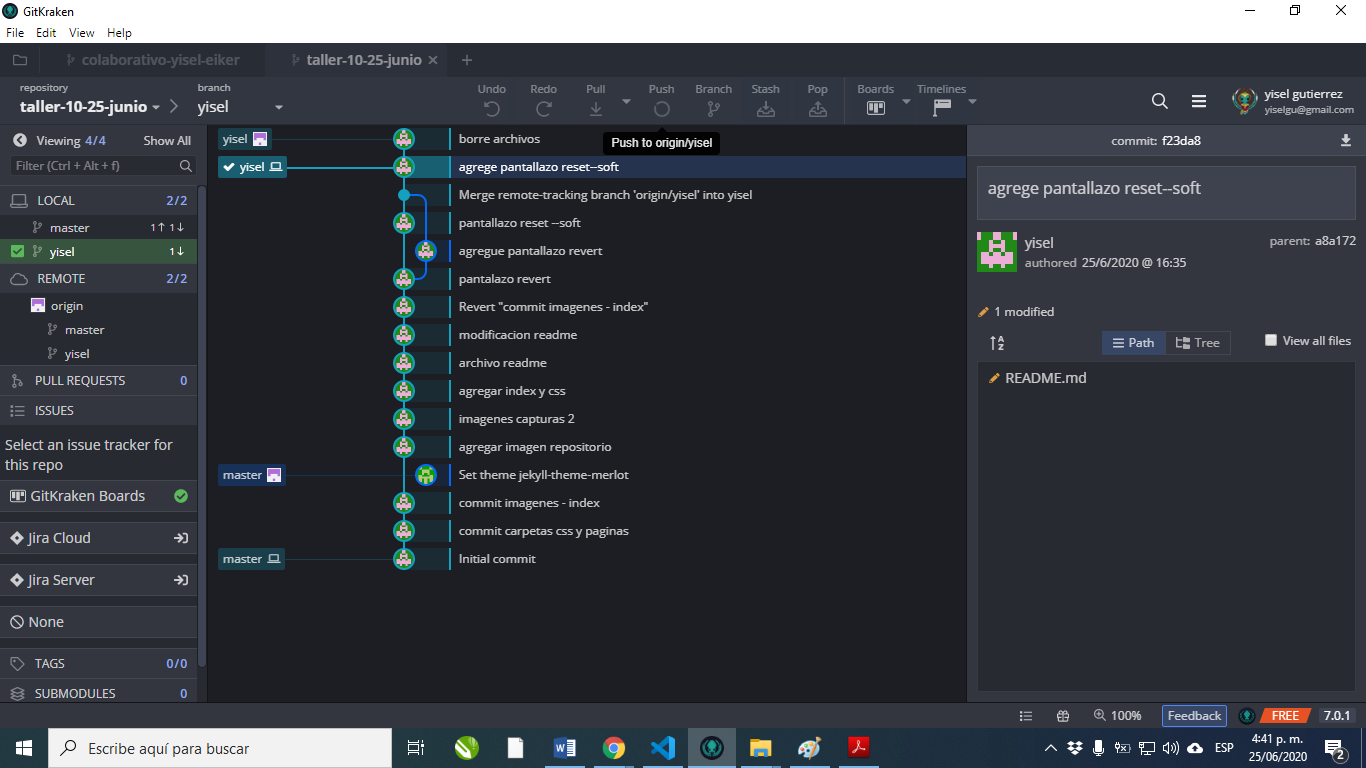 GitKraken
File Edit View Help
colaborativo-yisel-eiker
taller-10-25-junio
repository
taller-10-25-junio
branch
yisel
Undo
Redo
Pull
Push
Branch
Stash
Pop
Boards
Timelines
yisel gutierrez
yiselgu@gmail.com
Push to origin/yisel
Viewing 4/4
Show All
Filter (Ctrl + Alt + f)
LOCAL 2/2
master 1↑ 1↓
yisel 1↓
REMOTE 2/2
origin
master
yisel
PULL REQUESTS 0
ISSUES
Select an issue tracker for
this repo
GitKraken Boards
Jira Cloud
Jira Server
None
TAGS 0/0
SUBMODULES 0
yisel borre archivos
yisel agrege pantallazo reset--soft
Merge remote-tracking branch 'origin/yisel' into yisel
pantallazo reset --soft
agregue pantallazo revert
pantalazo revert
Revert "commit imagenes - index"
modificacion readme
archivo readme
agregar index y css
imagenes capturas 2
agregar imagen repositorio
master Set theme jekyll-theme-merlot
commit imagenes - index
commit carpetas css y paginas
master Initial commit
commit: f23da8
agrege pantallazo reset--soft
yisel
authored 25/6/2020 @ 16:35
parent: a8a172
1 modified
Path
Tree
View all files
README.md
100%
Feedback
FREE
7.0.1
Escribe aquí para buscar
ESP
4:41 p. m.
25/06/2020
2